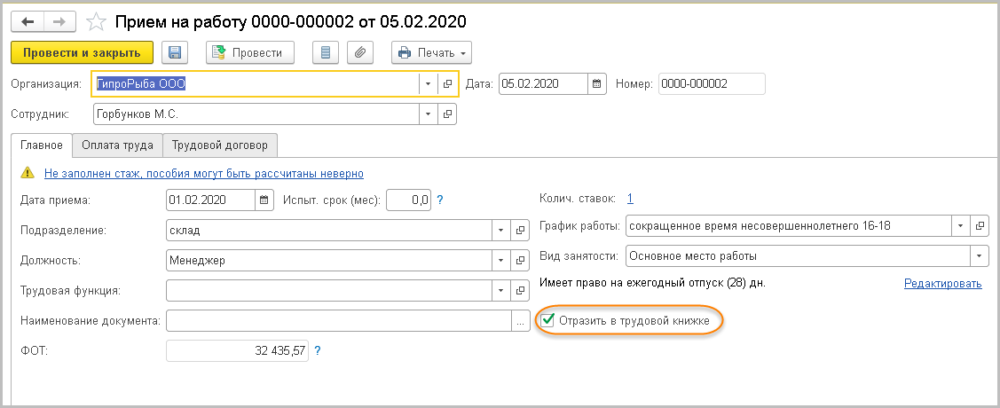 Прием на работу 0000-000002 от 05.02.2020
Провести и закрыть Провести Печать
Организация: ГипроРыба ООО Дата: 05.02.2020 Номер: 0000-000002
Сотрудник: Горбунков М.С.
Главное Оплата труда Трудовой договор
Не заполнен стаж, пособия могут быть рассчитаны неверно
Дата приема: 01.02.2020 Испыт. срок (мес): 0,0 ? Колич. ставок: 1
Подразделение: склад График работы: сокращенное время несовершеннолетнего 16-18
Должность: Менеджер Вид занятости: Основное место работы
Трудовая функция: Имеет право на ежегодный отпуск (28) дн. Редактировать
Наименование документа: ... Отразить в трудовой книжке
ФОТ: 32 435,57 ?